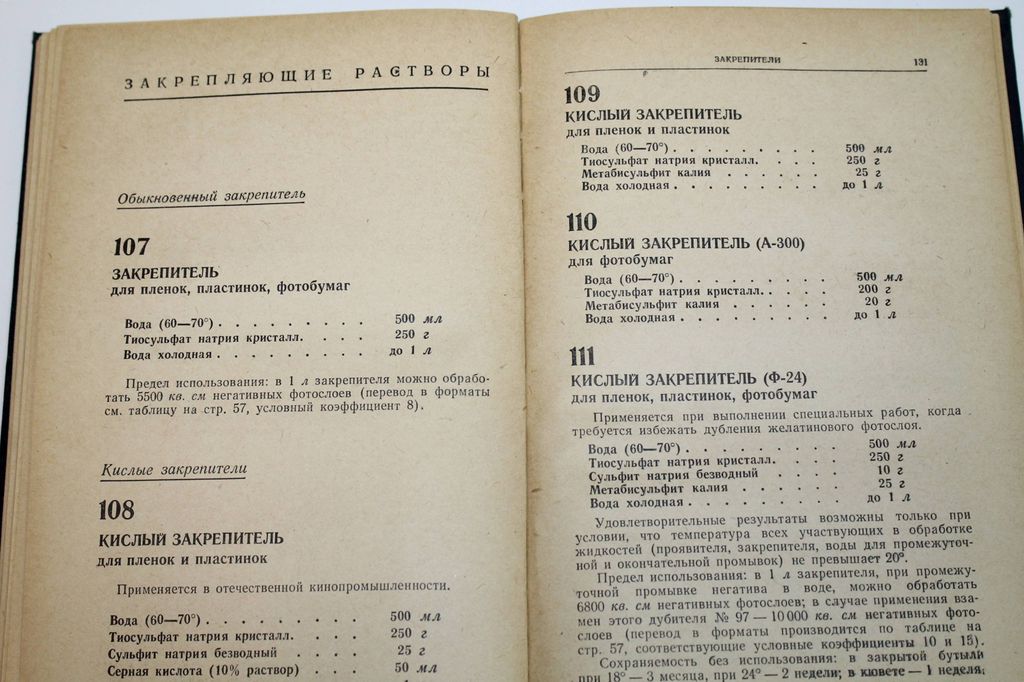 ЗАКРЕПЛЯЮЩИЕ РАСТВОРЫ
Обыкновенный закрепитель
107
ЗАКРЕПИТЕЛЬ
для пленок, пластинок, фотобумаг
Вода (60—70°) . . . . . . . . . 500 мл
Тиосульфат натрия кристалл. . . . 250 г
Вода холодная . . . . . . . . . до 1 л
Предел использования: в 1 л закрепителя можно обрабо-
тать 5500 кв. см негативных фотослоев (перевод в форматы
см. таблицу на стр. 57, условный коэффициент 8).
Кислые закрепители
108
КИСЛЫЙ ЗАКРЕПИТЕЛЬ
для пленок и пластинок
Применяется в отечественной кинопромышленности.
Вода (60—70°) . . . . . . . . . 500 мл
Тиосульфат натрия кристалл. . . . 250 г
Сульфит натрия безводный . . . . 25 г
Серная кислота (10% раствор) . . . 50 мл
ЗАКРЕПИТЕЛИ 131
109
КИСЛЫЙ ЗАКРЕПИТЕЛЬ
для пленок и пластинок
Вода (60—70°) . . . . . . . . . 500 мл
Тиосульфат натрия кристалл. . . . 250 г
Метабисульфит калия . . . . . . 25 г
Вода холодная . . . . . . . . . до 1 л
110
КИСЛЫЙ ЗАКРЕПИТЕЛЬ (А-300)
для фотобумаг
Вода (60—70°) . . . . . . . . . 500 мл
Тиосульфат натрия кристалл. . . . . 200 г
Метабисульфит калия . . . . . . 20 г
Вода холодная . . . . . . . . . до 1 л
111
КИСЛЫЙ ЗАКРЕПИТЕЛЬ (Ф-24)
для пленок, пластинок, фотобумаг
Применяется при выполнении специальных работ, когда
требуется избежать дубления желатинового фотослоя.
Вода (60—70°) . . . . . . . . . 500 мл
Тиосульфат натрия кристалл. . . . 250 г
Сульфит натрия безводный . . . . 10 г
Метабисульфит калия . . . . . . 25 г
Вода холодная . . . . . . . . . до 1 л
Удовлетворительные результаты возможны только при
условии, что температура всех участвующих в обработке
жидкостей (проявителя, закрепителя, воды для промежуточ-
ной и окончательной промывок) не превышает 20°.
Предел использования: в 1 л закрепителя, при промежу-
точной промывке негатива в воде, можно обработать
6800 кв. см негативных фотослоев; в случае применения вза-
мен этого дубителя № 97 — 10 000 кв. см негативных фото-
слоев (перевод в форматы производится по таблице на
стр. 57, соответствующие условные коэффициенты 10 и 15).
Сохраняемость без использования: в закрытой бутыли
при 18° — 3 месяца, при 24° — 2 недели; в кювете — 1 неделя;